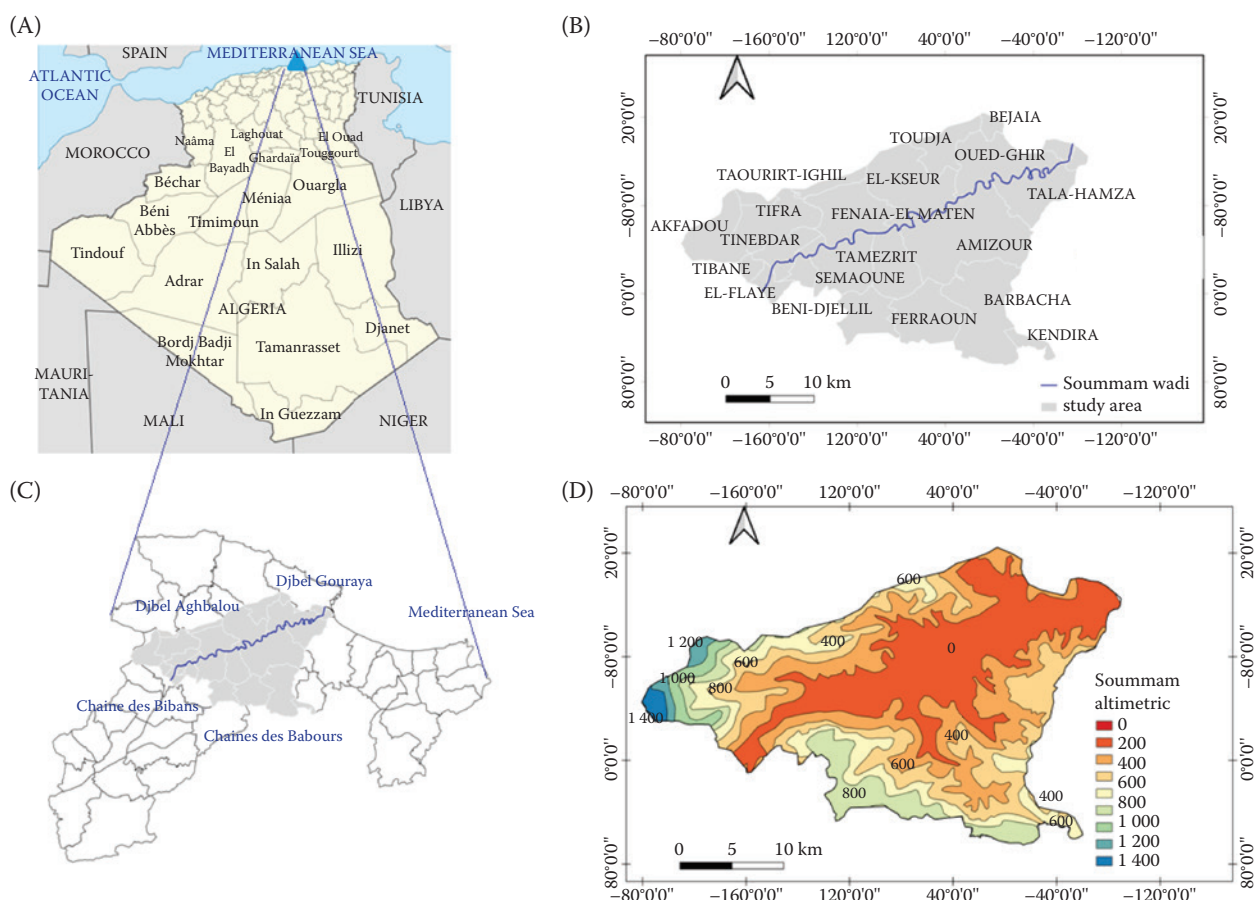 (A)
SPAIN
MEDITERRANEAN SEA
ATLANTIC
OCEAN
TUNISIA
MOROCCO
Naâma
Laghouat
El Ouad
El
Bayadh
Ghardaïa
Touggourt
Béchar
Ouargla
Méniaa
LIBYA
Béni
Abbès
Timimoun
Tindouf
Illizi
In Salah
Adrar
ALGERIA
Djanet
Bordj Badji
Mokhtar
Tamanrasset
MAURI-
TANIA
In Guezzam
MALI
NIGER
(B)
−80°0'0" −160°0'0" 120°0'0" 40°0'0" −40°0'0" −120°0'0"
20°0'0"
−80°0'0"
0°0'0"
80°0'0"
BEJAIA
TOUDJA
OUED-GHIR
TAOURIRT-IGHIL
EL-KSEUR
TALA-HAMZA
TIFRA
FENAIA-EL-MATEN
AKFADOU
TINEBDAR
AMIZOUR
TAMEZRIT
TIBANE
SEMAOUNE
EL-FLAYE
BARBACHA
BENI-DJELLIL
FERRAOUN
KENDIRA
0 5 10 km
Soummam wadi
study area
20°0'0"
−80°0'0"
0°0'0"
80°0'0"
−80°0'0" −160°0'0" 120°0'0" 40°0'0" −40°0'0" −120°0'0"
(C)
Djbel Gouraya
Djbel Aghbalou
Mediterranean Sea
Chaine des Bibans
Chaines des Babours
(D)
−80°0'0" −160°0'0" 120°0'0" 40°0'0" −40°0'0" −120°0'0"
20°0'0"
−80°0'0"
0°0'0"
80°0'0"
600
1 200
400
600
0
1 000
800
1 400
400
600
800
400
600
Soummam
altimetric
0
200
400
600
800
1 000
1 200
1 400
0 5 10 km
20°0'0"
−80°0'0"
0°0'0"
80°0'0"
−80°0'0" −160°0'0" 120°0'0" 40°0'0" −40°0'0" −120°0'0"